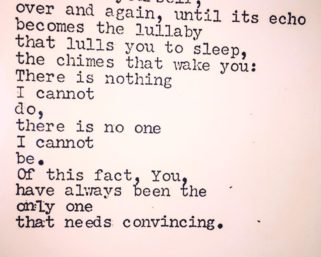 over and again, until its echo
becomes the lullaby
that lulls you to sleep,
the chimes that wake you:
There is nothing
I cannot
do,
there is no one
I cannot
be.
Of this fact, You,
have always been the
only one
that needs convincing.